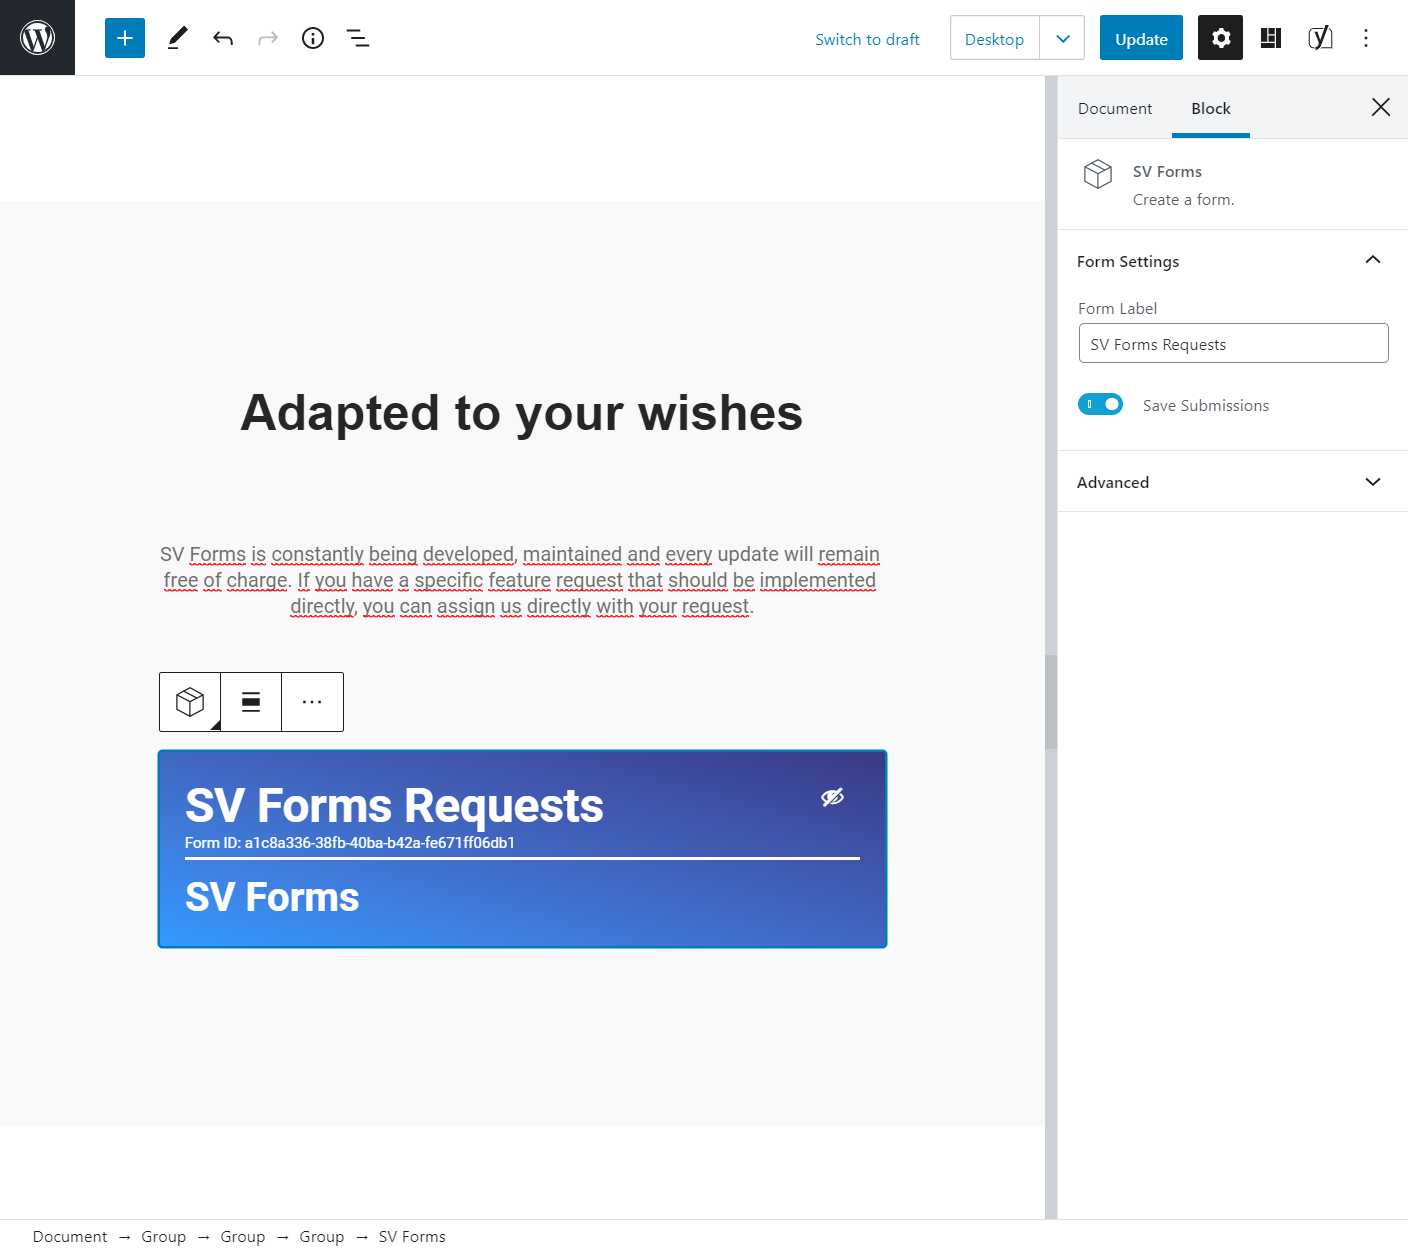 Switch to draft
Desktop
Update
Document
Block
SV Forms
Create a form.
Form Settings
Form Label
SV Forms Requests
Save Submissions
Advanced
Adapted to your wishes
SV Forms is constantly being developed, maintained and every update will remain
free of charge. If you have a specific feature request that should be implemented
directly, you can assign us directly with your request.
SV Forms Requests
Form ID: a1c8a336-38fb-40ba-b42a-fe671ff06db1
SV Forms
Document → Group → Group → Group → SV Forms